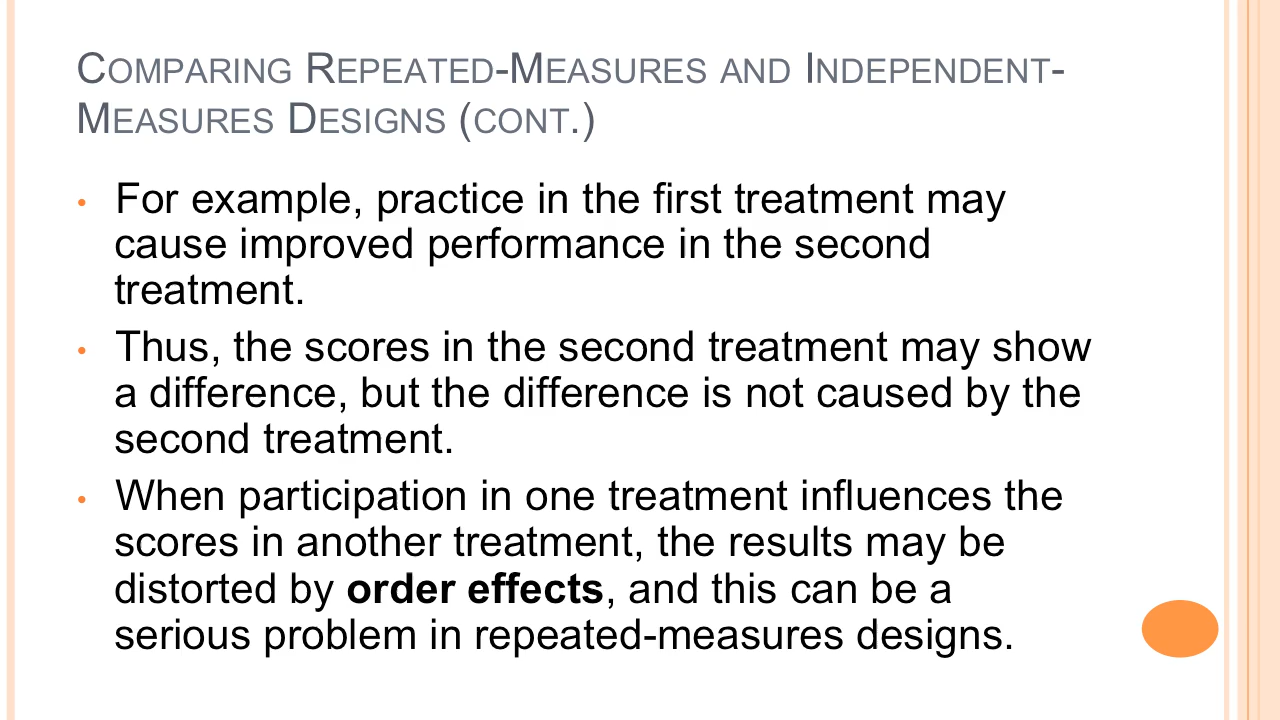 Comparing Repeated-Measures and Independent-
Measures Designs (cont.)
• For example, practice in the first treatment may
cause improved performance in the second
treatment.
• Thus, the scores in the second treatment may show
a difference, but the difference is not caused by the
second treatment.
• When participation in one treatment influences the
scores in another treatment, the results may be
distorted by order effects, and this can be a
serious problem in repeated-measures designs.